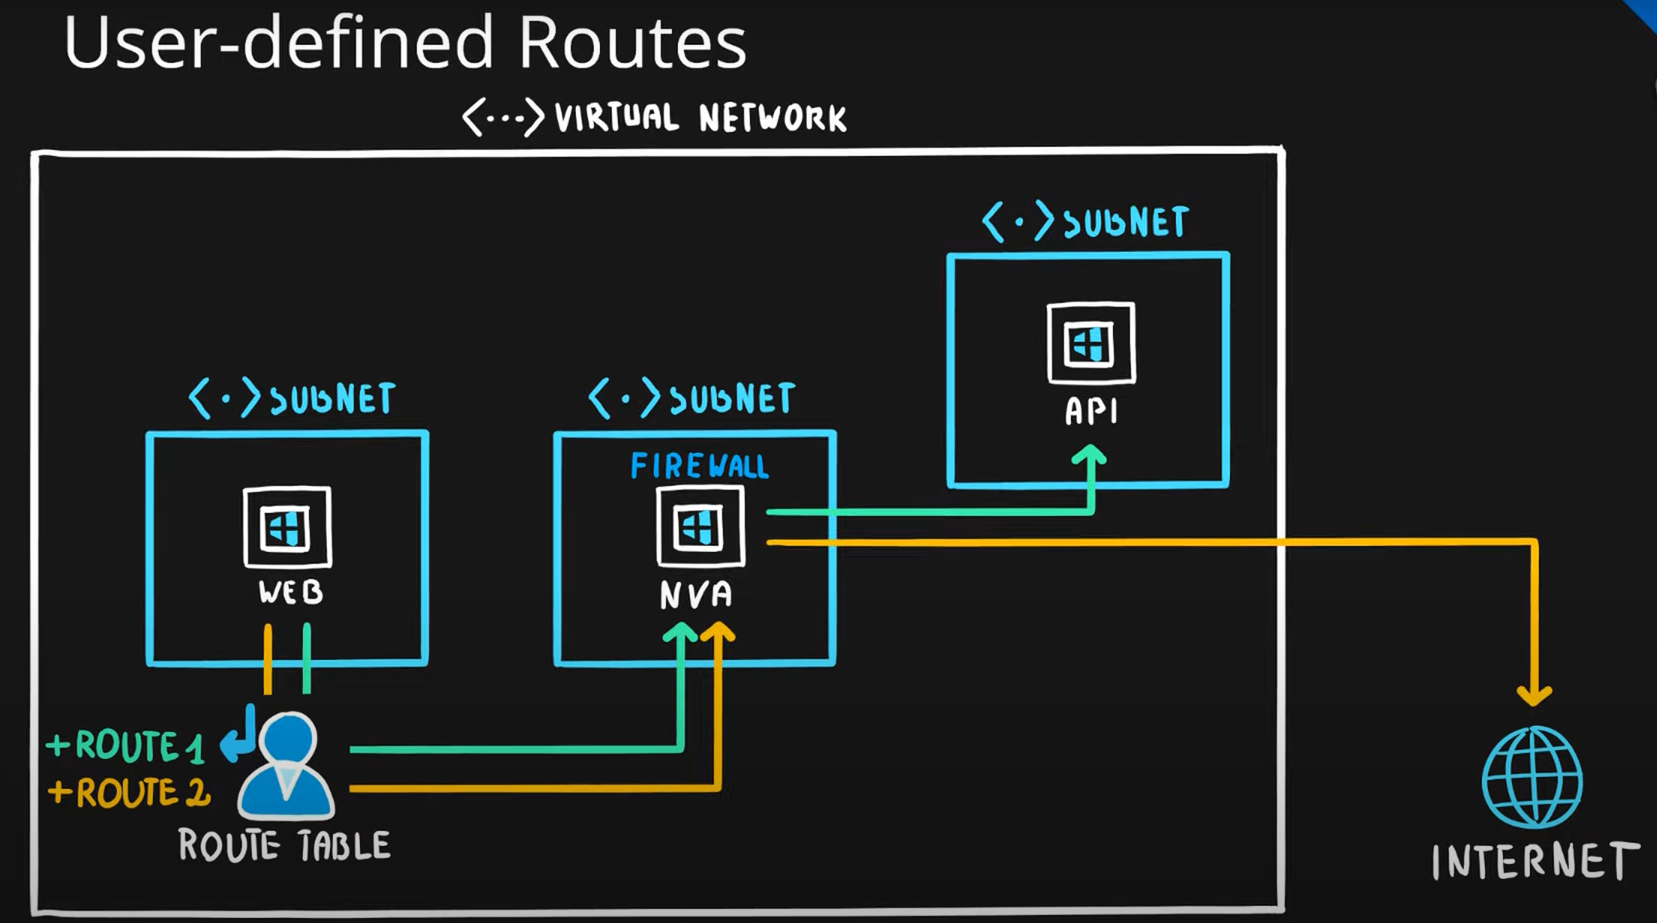 User-defined Routes
<···> VIRTUAL NETWORK
<·> SUBNET
API
<·> SUBNET
WEB
<·> SUBNET
FIREWALL
NVA
+ROUTE 1
+ROUTE 2
ROUTE TABLE
INTERNET